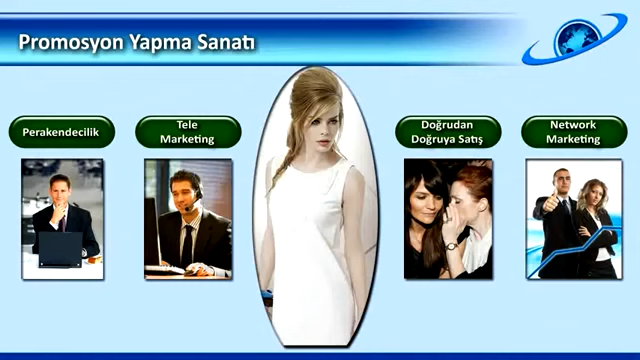 Promosyon Yapma Sanatı
Perakendecilik
Tele
Marketing
Doğrudan
Doğruya Satış
Network
Marketing